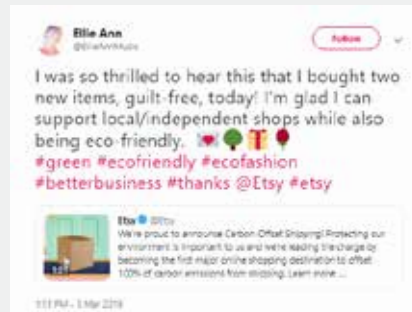 Ellie Ann
Follow
I was so thrilled to hear this that I bought two
new items, guilt-free, today! I'm glad I can
support local/independent shops while also
being eco-friendly. 💌🌳🎁🌹
#green #ecofriendly #ecofashion
#betterbusiness #thanks @Etsy #etsy
Etsy @Etsy
We're proud to announce Carbon Offset Shipping! Protecting our
environment is important to us and we're leading the charge by
becoming the first major online shopping destination to offset
100% of carbon emissions from shipping. Learn more ...